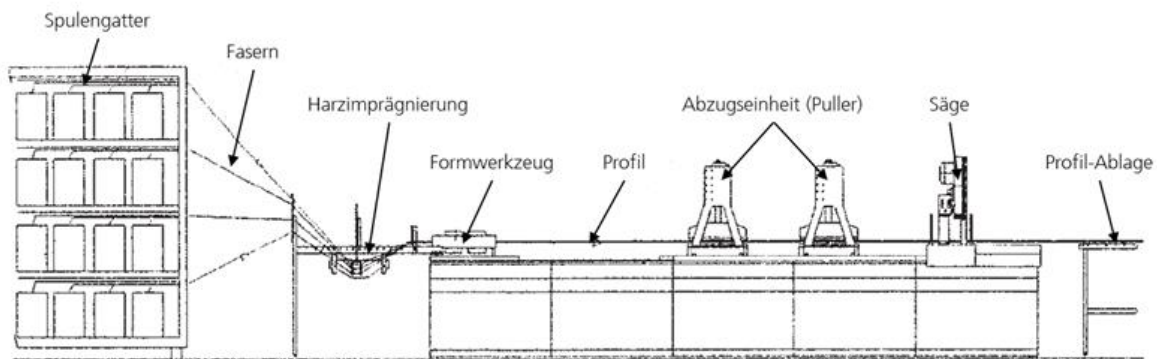 Spulengatter
Fasern
Harzimprägnierung
Formwerkzeug
Profil
Abzugseinheit (Puller)
Säge
Profil-Ablage